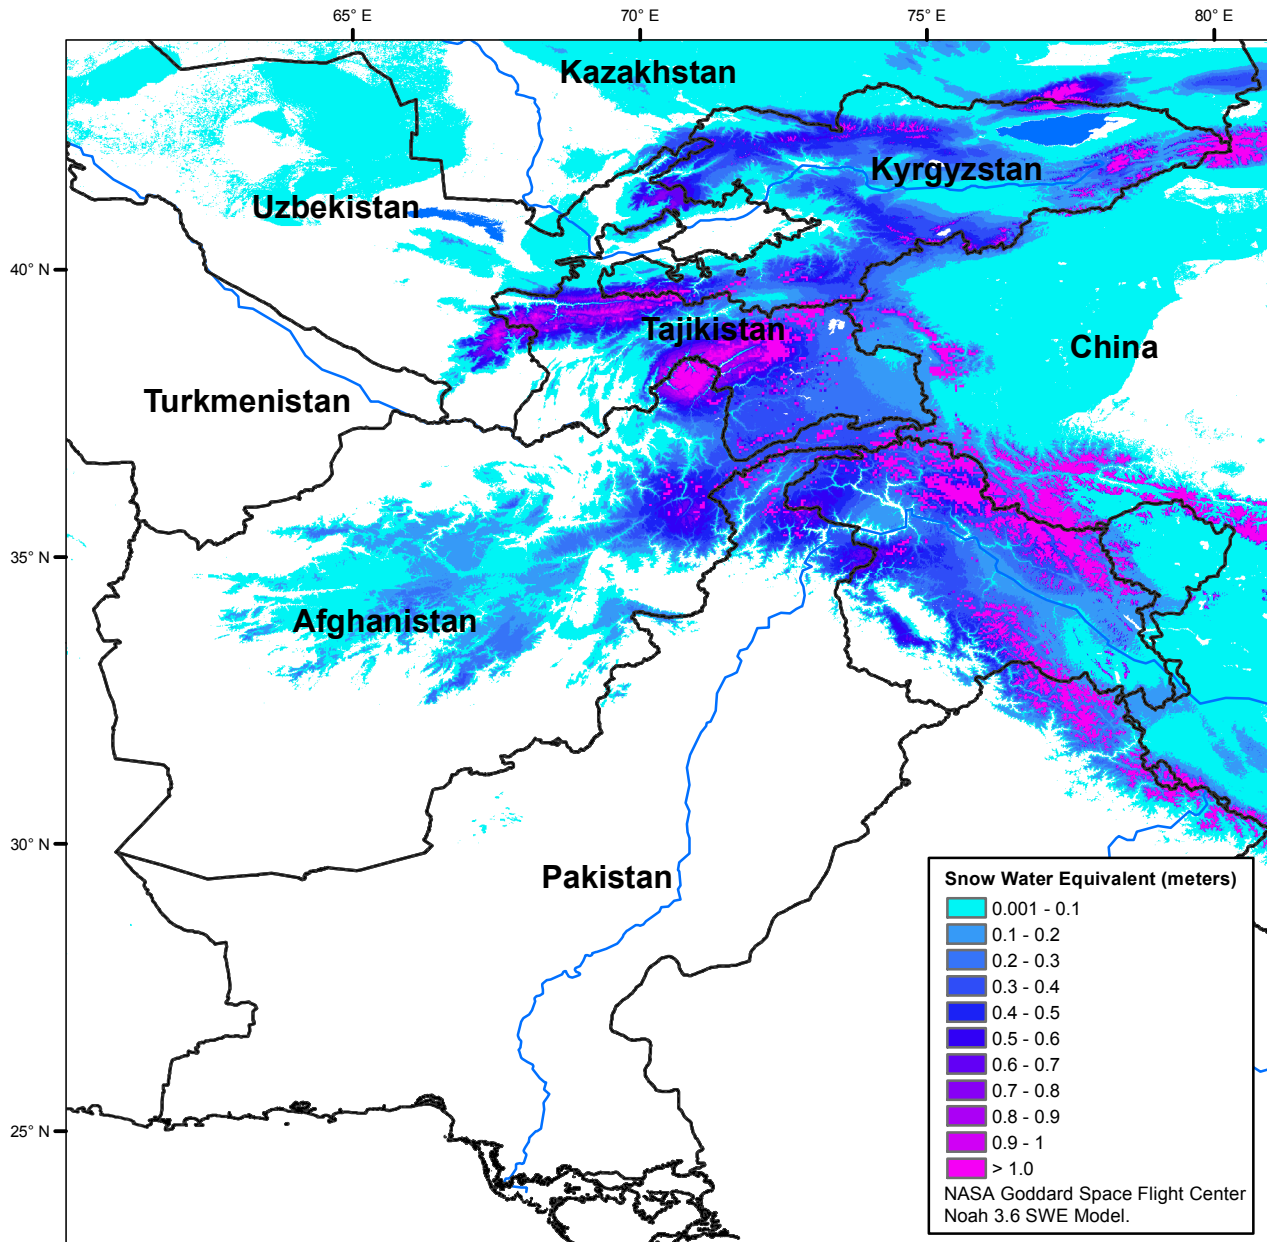 65° E
70° E
75° E
80° E
Kazakhstan
Kyrgyzstan
Uzbekistan
40° N
Tajikistan
China
Turkmenistan
35° N
Afghanistan
30° N
Pakistan
25° N
Snow Water Equivalent (meters)
0.001 - 0.1
0.1 - 0.2
0.2 - 0.3
0.3 - 0.4
0.4 - 0.5
0.5 - 0.6
0.6 - 0.7
0.7 - 0.8
0.8 - 0.9
0.9 - 1
> 1.0
NASA Goddard Space Flight Center
Noah 3.6 SWE Model.